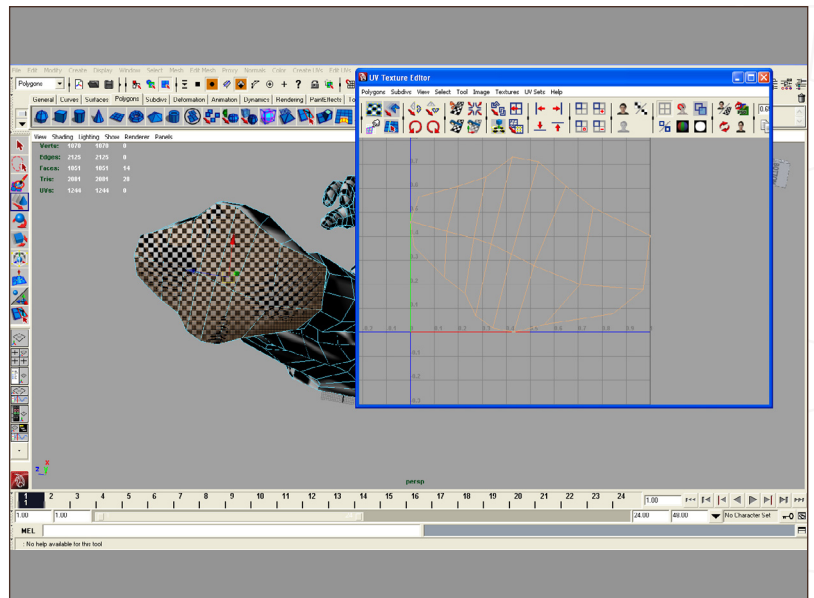 File Edit Modify Create Display Window Select Mesh Edit Mesh Proxy Normals Color Create UVs Edit UVs
Polygons
General Curves Surfaces Polygons Subdivs Deformation Animation Dynamics Rendering PaintEffects
View Shading Lighting Show Renderer Panels
Verts: 1070 1070 0
Edges: 2125 2125 0
Faces: 1051 1051 14
Tris: 2001 2001 28
UVs: 1244 1244 0
UV Texture Editor
Polygons Subdivs View Select Tool Image Textures UV Sets Help
persp
1 2 3 4 5 6 7 8 9 10 11 12 13 14 15 16 17 18 19 20 21 22 23 24
1
1.00
1.00 1.00 24.00 48.00 No Character Set
MEL
: No help available for this tool